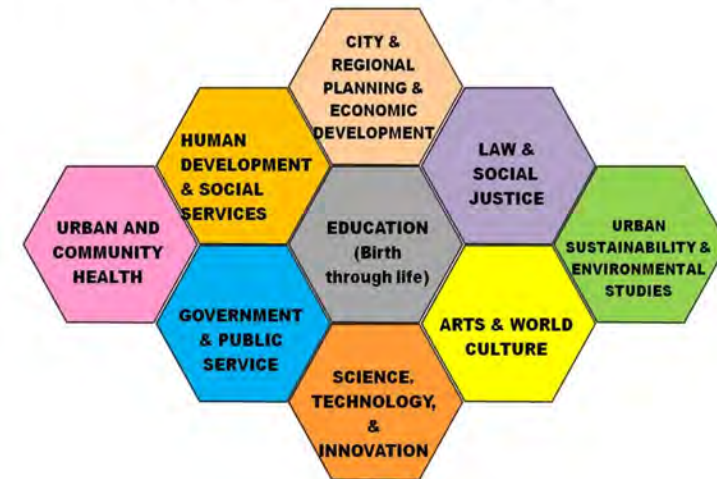 CITY &
REGIONAL
PLANNING &
ECONOMIC
DEVELOPMENT
HUMAN
DEVELOPMENT
& SOCIAL
SERVICES
LAW &
SOCIAL
JUSTICE
URBAN AND
COMMUNITY
HEALTH
EDUCATION
(Birth
through life)
URBAN
SUSTAINABILITY &
ENVIRONMENTAL
STUDIES
GOVERNMENT
& PUBLIC
SERVICE
ARTS & WORLD
CULTURE
SCIENCE,
TECHNOLOGY,
&
INNOVATION